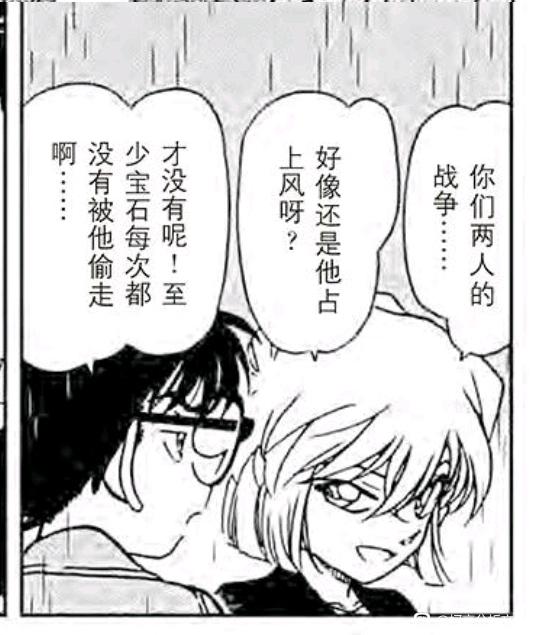 你们两人的
战争……
好像还是他占
上风呀？
才没有呢！至
少宝石每次都
没有被他偷走
啊……